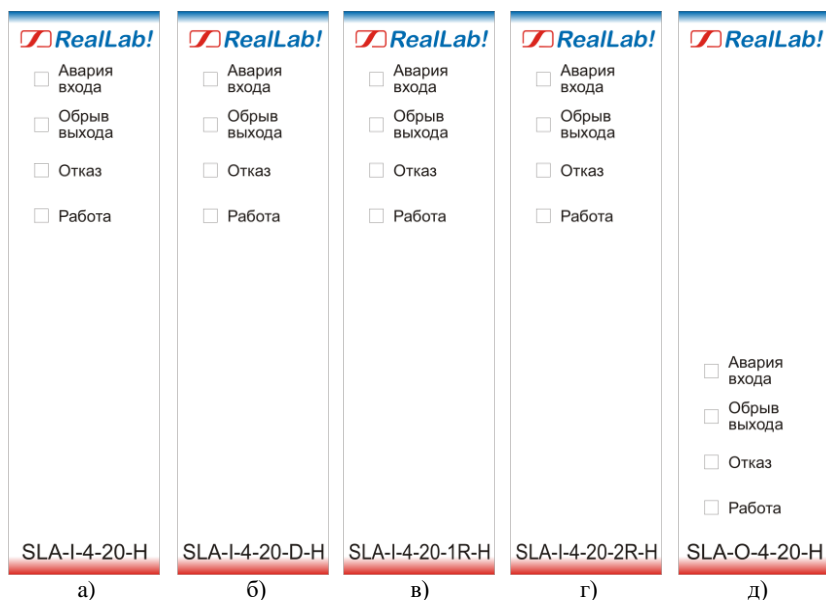 RealLab!
Авария
входа
Обрыв
выхода
Отказ
Работа
SLA-I-4-20-H
а)
RealLab!
Авария
входа
Обрыв
выхода
Отказ
Работа
SLA-I-4-20-D-H
б)
RealLab!
Авария
входа
Обрыв
выхода
Отказ
Работа
SLA-I-4-20-1R-H
в)
RealLab!
Авария
входа
Обрыв
выхода
Отказ
Работа
SLA-I-4-20-2R-H
г)
RealLab!
Авария
входа
Обрыв
выхода
Отказ
Работа
SLA-O-4-20-H
д)